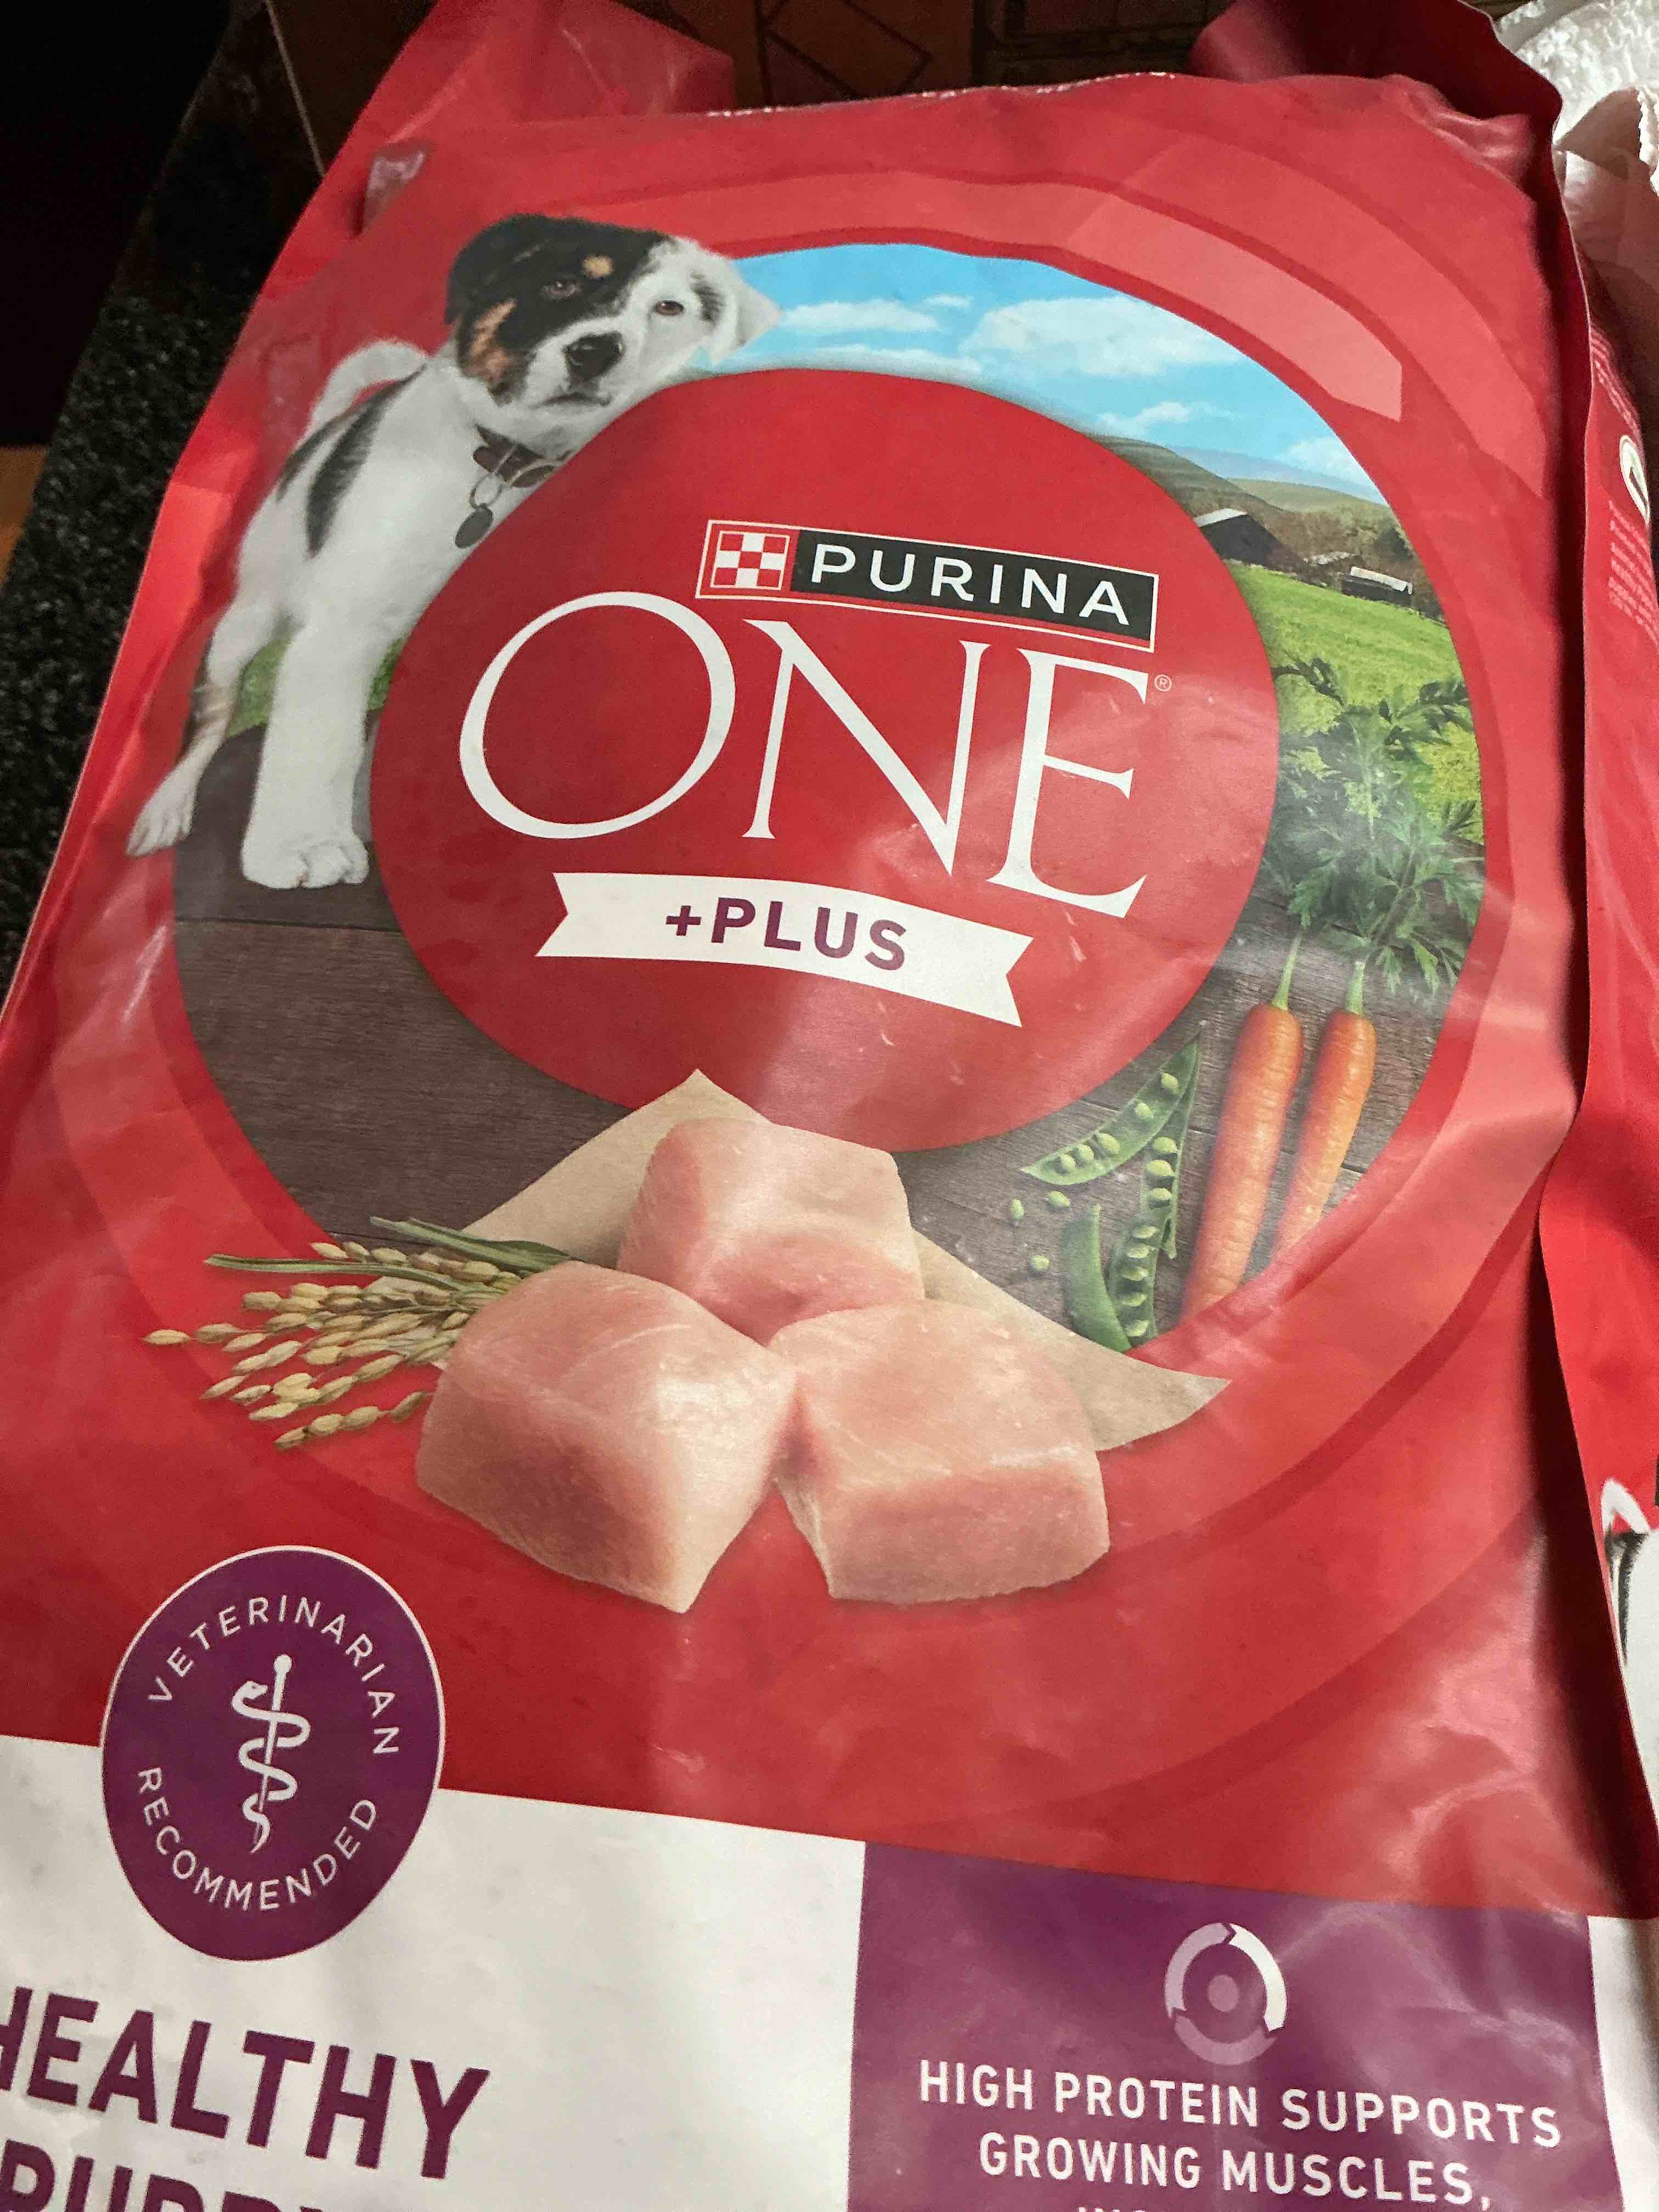 PURINA
ONE®
+PLUS
VETERINARIAN
RECOMMENDED
HEALTHY
HIGH PROTEIN SUPPORTS
GROWING MUSCLES,